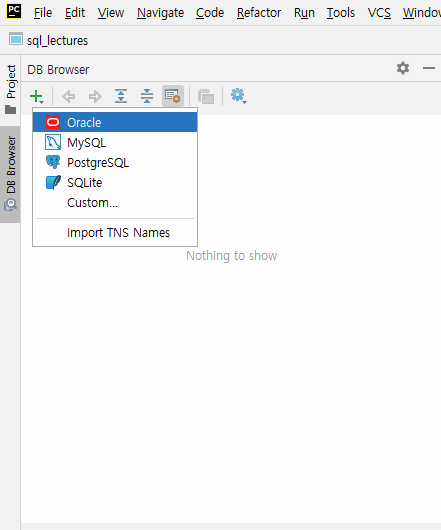 PC File Edit View Navigate Code Refactor Run Tools VCS Window
sql_lectures
DB Browser
Project
DB Browser
Oracle
MySQL
PostgreSQL
SQLite
Custom...
Import TNS Names
Nothing to show